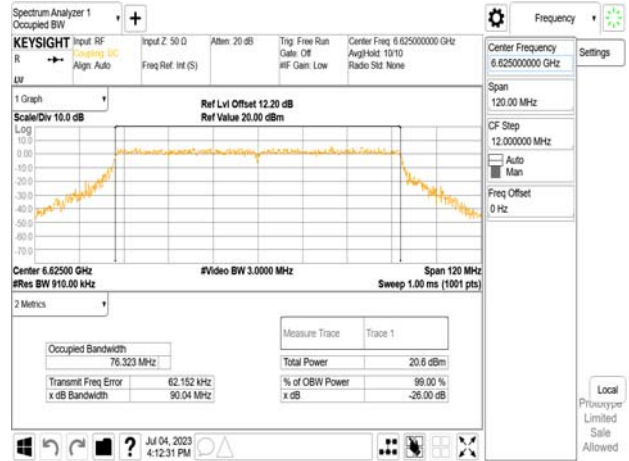 Spectrum Analyzer 1
Occupied BW
KEYSIGHT
R
LXI
Input: RF
Coupling: DC
Align: Auto
Input Z: 50 Ω
Freq Ref: Int (S)
Atten: 20 dB
Trig: Free Run
Gate: Off
#IF Gain: Low
Center Freq: 6.625000000 GHz
Avg|Hold: 10/10
Radio Std: None
1 Graph
Scale/Div 10.0 dB
Ref Lvl Offset 12.20 dB
Ref Value 20.00 dBm
Log
10.0
0.00
-10.0
-20.0
-30.0
-40.0
-50.0
-60.0
-70.0
Center 6.62500 GHz
#Res BW 910.00 kHz
#Video BW 3.0000 MHz
Span 120 MHz
Sweep 1.00 ms (1001 pts)
2 Metrics
Measure Trace
Trace 1
Occupied Bandwidth
76.323 MHz
Total Power
20.6 dBm
Transmit Freq Error
62.152 kHz
% of OBW Power
99.00 %
x dB Bandwidth
90.04 MHz
x dB
-26.00 dB
Jul 04, 2023
4:12:31 PM
Frequency
Settings
Center Frequency
6.625000000 GHz
Span
120.00 MHz
CF Step
12.000000 MHz
Auto
Man
Freq Offset
0 Hz
Local
Prototype
Limited
Sale
Allowed